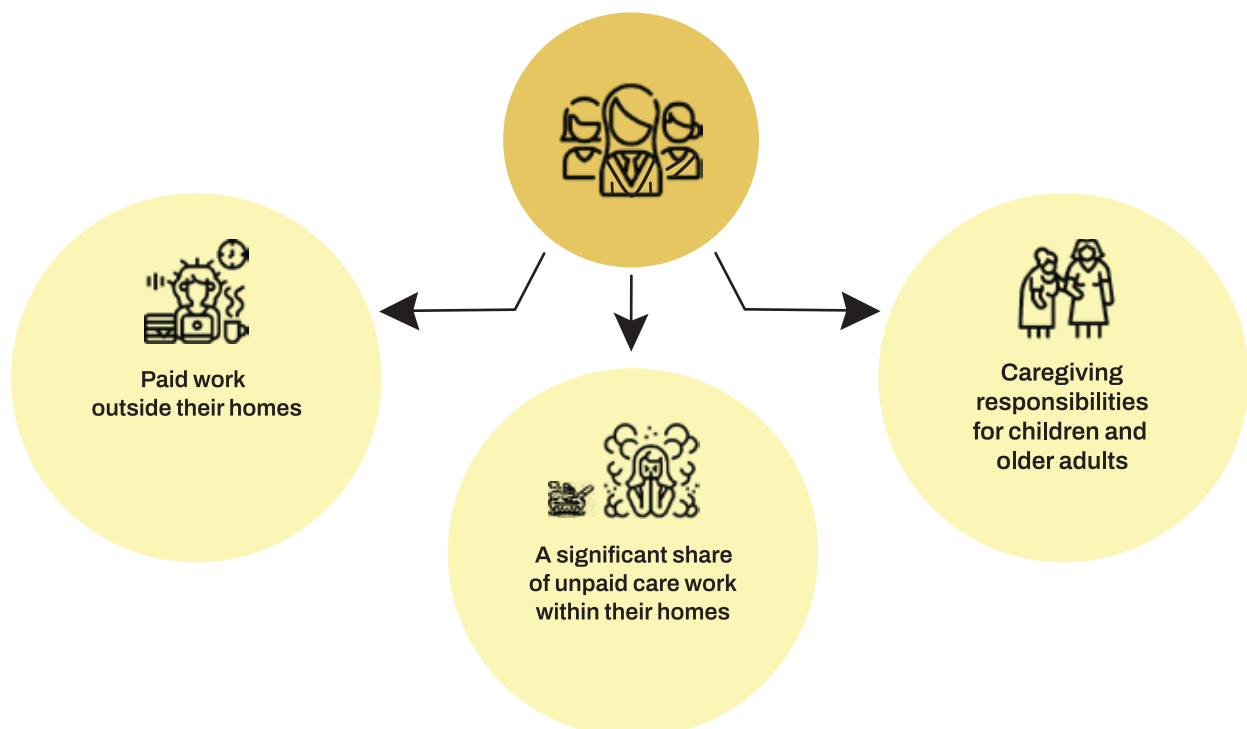 Paid work
outside their homes
A significant share
of unpaid care work
within their homes
Caregiving
responsibilities
for children and
older adults